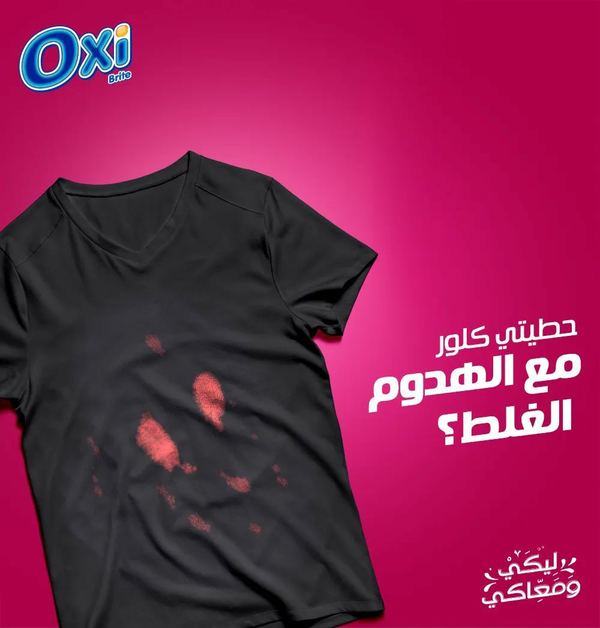 Oxi
Brite
حطيتي كلور
مع الهدوم
الغلط؟
ليكي
ومعاكي